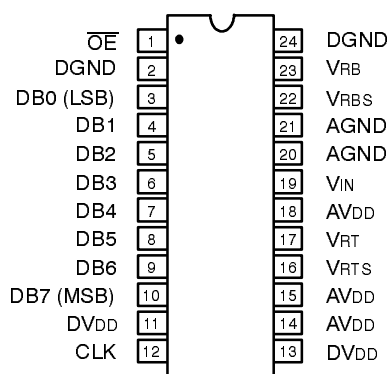 O̅E̅ 1 24 DGND
DGND 2 23 VRB
DB0 (LSB) 3 22 VRBS
DB1 4 21 AGND
DB2 5 20 AGND
DB3 6 19 VIN
DB4 7 18 AVDD
DB5 8 17 VRT
DB6 9 16 VRTS
DB7 (MSB) 10 15 AVDD
DVDD 11 14 AVDD
CLK 12 13 DVDD